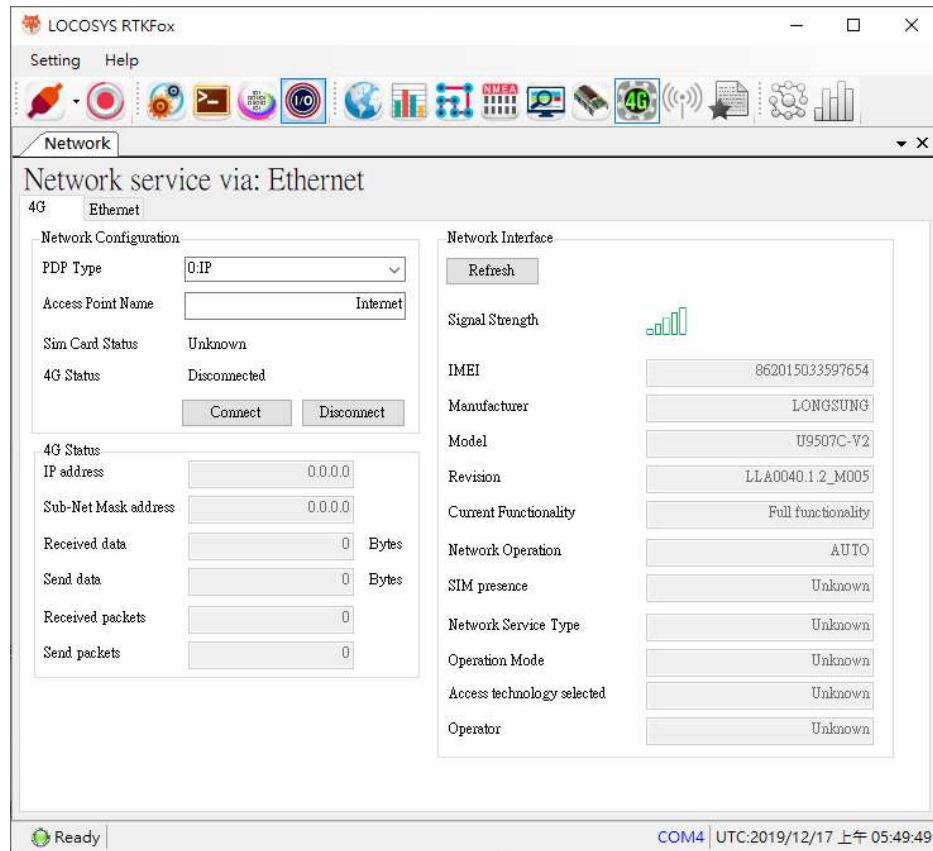 LOCOSYS RTKFox
Setting Help
NMEA
4G
I/O
Network
Network service via: Ethernet
4G Ethernet
Network Configuration
PDP Type 0:IP
Access Point Name Internet
Sim Card Status Unknown
4G Status Disconnected
Connect Disconnect
4G Status
IP address 0.0.0.0
Sub-Net Mask address 0.0.0.0
Received data 0 Bytes
Send data 0 Bytes
Received packets 0
Send packets 0
Network Interface
Refresh
Signal Strength
IMEI 862015033597654
Manufacturer LONGSUNG
Model U9507C-V2
Revision LLA0040.1.2_M005
Current Functionality Full functionality
Network Operation AUTO
SIM presence Unknown
Network Service Type Unknown
Operation Mode Unknown
Access technology selected Unknown
Operator Unknown
Ready COM4 UTC:2019/12/17 上午 05:49:49